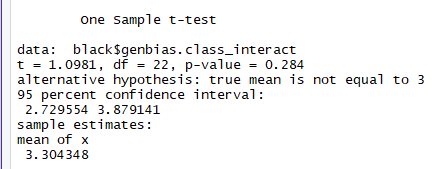 One Sample t-test
data:  black$genbias.class_interact
t = 1.0981, df = 22, p-value = 0.284
alternative hypothesis: true mean is not equal to 3
95 percent confidence interval:
 2.729554 3.879141
sample estimates:
mean of x
 3.304348